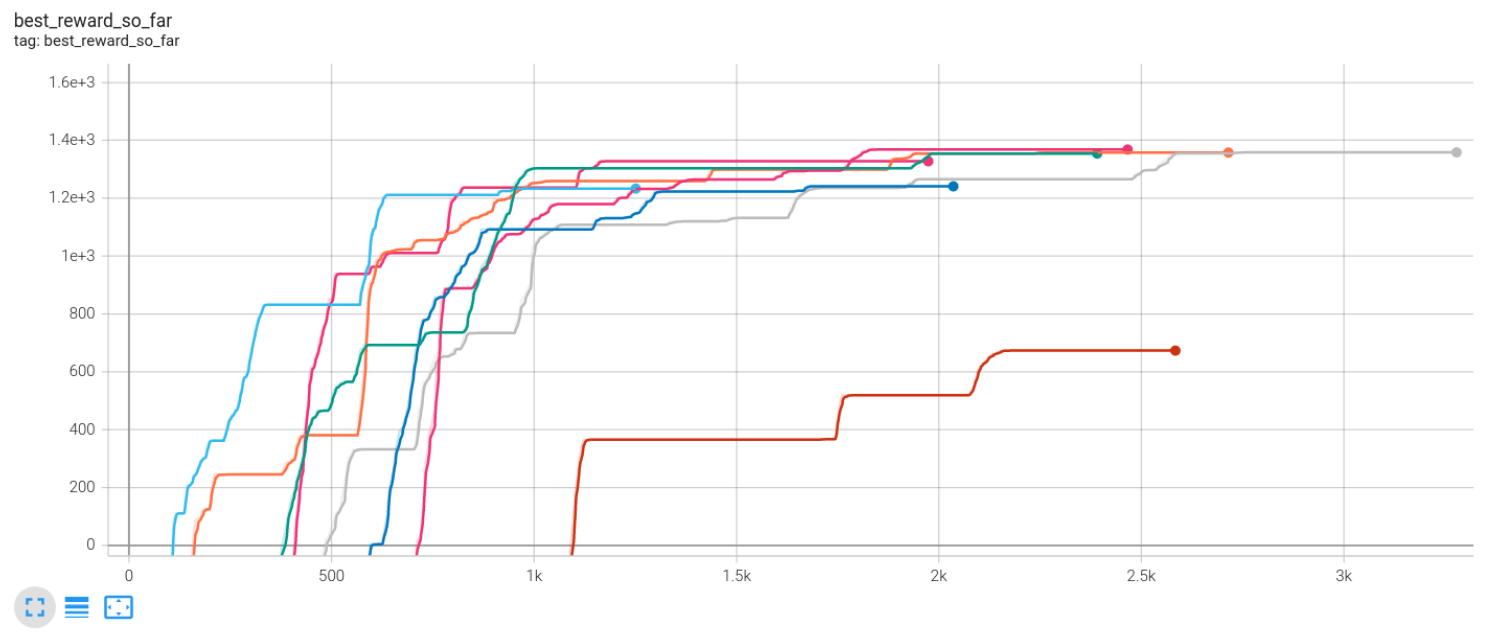 best_reward_so_far
tag: best_reward_so_far
1.6e+3
1.4e+3
1.2e+3
1e+3
800
600
400
200
0
0 500 1k 1.5k 2k 2.5k 3k